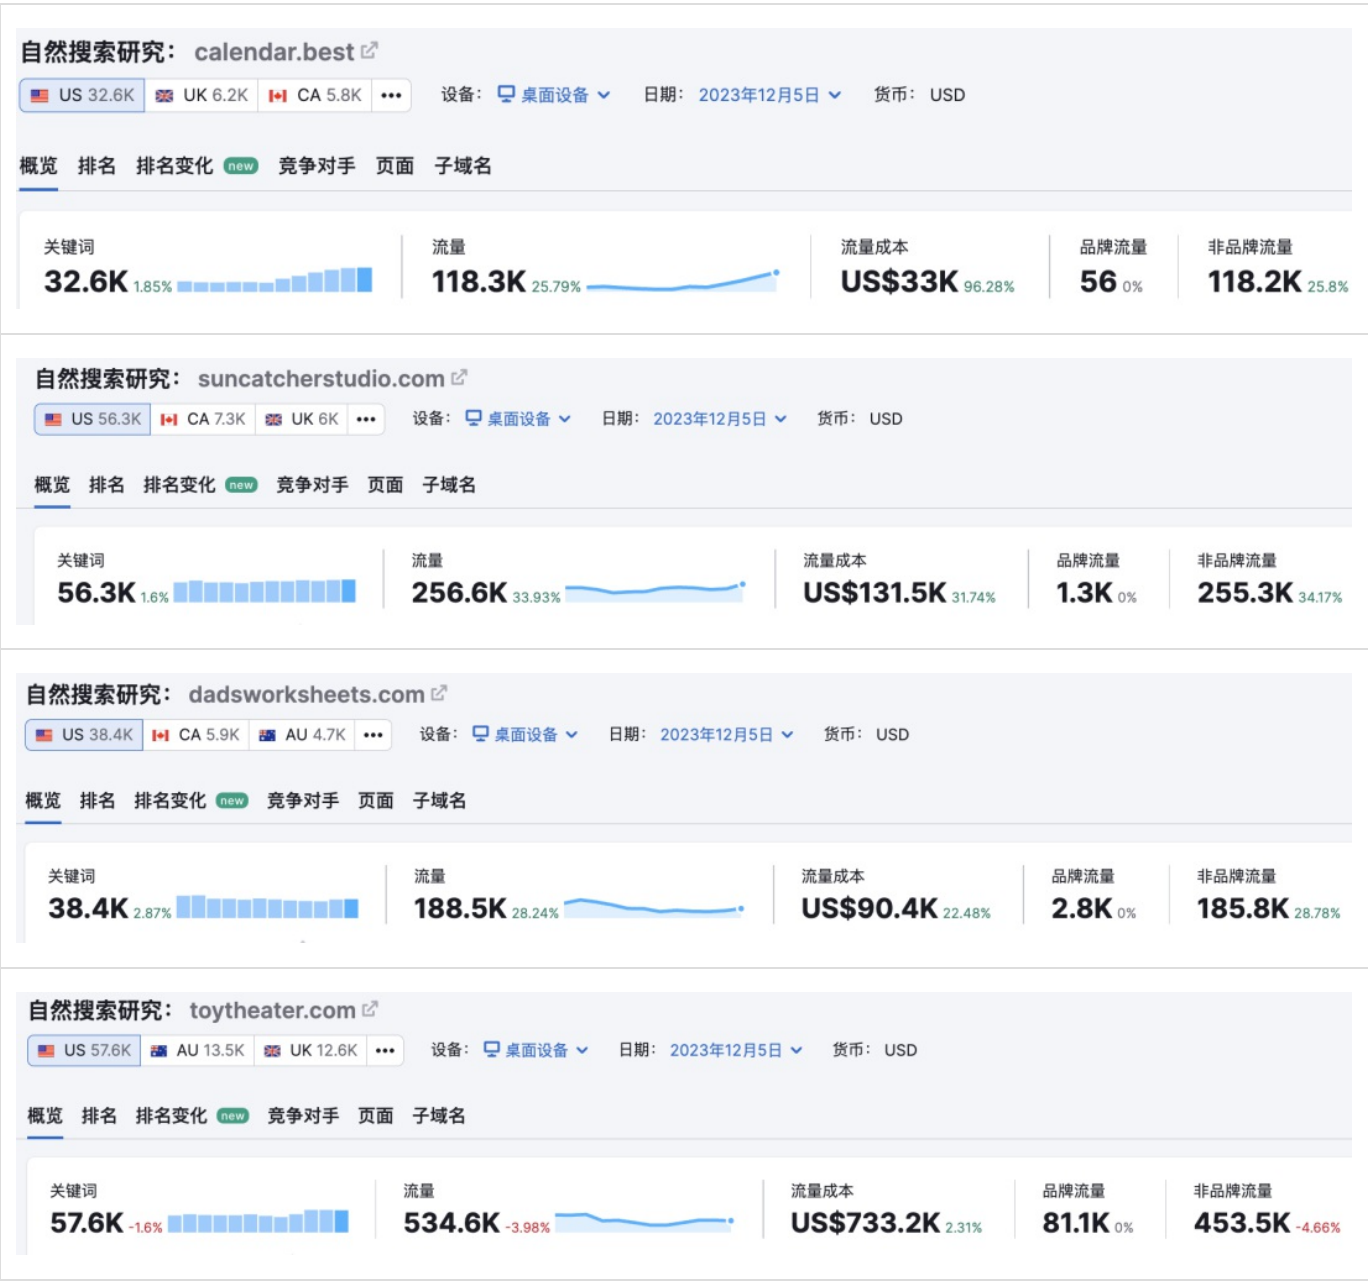 自然搜索研究： calendar.best
US 32.6K UK 6.2K CA 5.8K ••• 设备： 桌面设备 日期： 2023年12月5日 货币： USD
概览 排名 排名变化 new 竞争对手 页面 子域名
关键词 流量 流量成本 品牌流量 非品牌流量
32.6K 1.85% 118.3K 25.79% US$33K 96.28% 56 0% 118.2K 25.8%
自然搜索研究： suncatcherstudio.com
US 56.3K CA 7.3K UK 6K ••• 设备： 桌面设备 日期： 2023年12月5日 货币： USD
概览 排名 排名变化 new 竞争对手 页面 子域名
关键词 流量 流量成本 品牌流量 非品牌流量
56.3K 1.6% 256.6K 33.93% US$131.5K 31.74% 1.3K 0% 255.3K 34.17%
自然搜索研究： dadsworksheets.com
US 38.4K CA 5.9K AU 4.7K ••• 设备： 桌面设备 日期： 2023年12月5日 货币： USD
概览 排名 排名变化 new 竞争对手 页面 子域名
关键词 流量 流量成本 品牌流量 非品牌流量
38.4K 2.87% 188.5K 28.24% US$90.4K 22.48% 2.8K 0% 185.8K 28.78%
自然搜索研究： toytheater.com
US 57.6K AU 13.5K UK 12.6K ••• 设备： 桌面设备 日期： 2023年12月5日 货币： USD
概览 排名 排名变化 new 竞争对手 页面 子域名
关键词 流量 流量成本 品牌流量 非品牌流量
57.6K -1.6% 534.6K -3.98% US$733.2K 2.31% 81.1K 0% 453.5K -4.66%